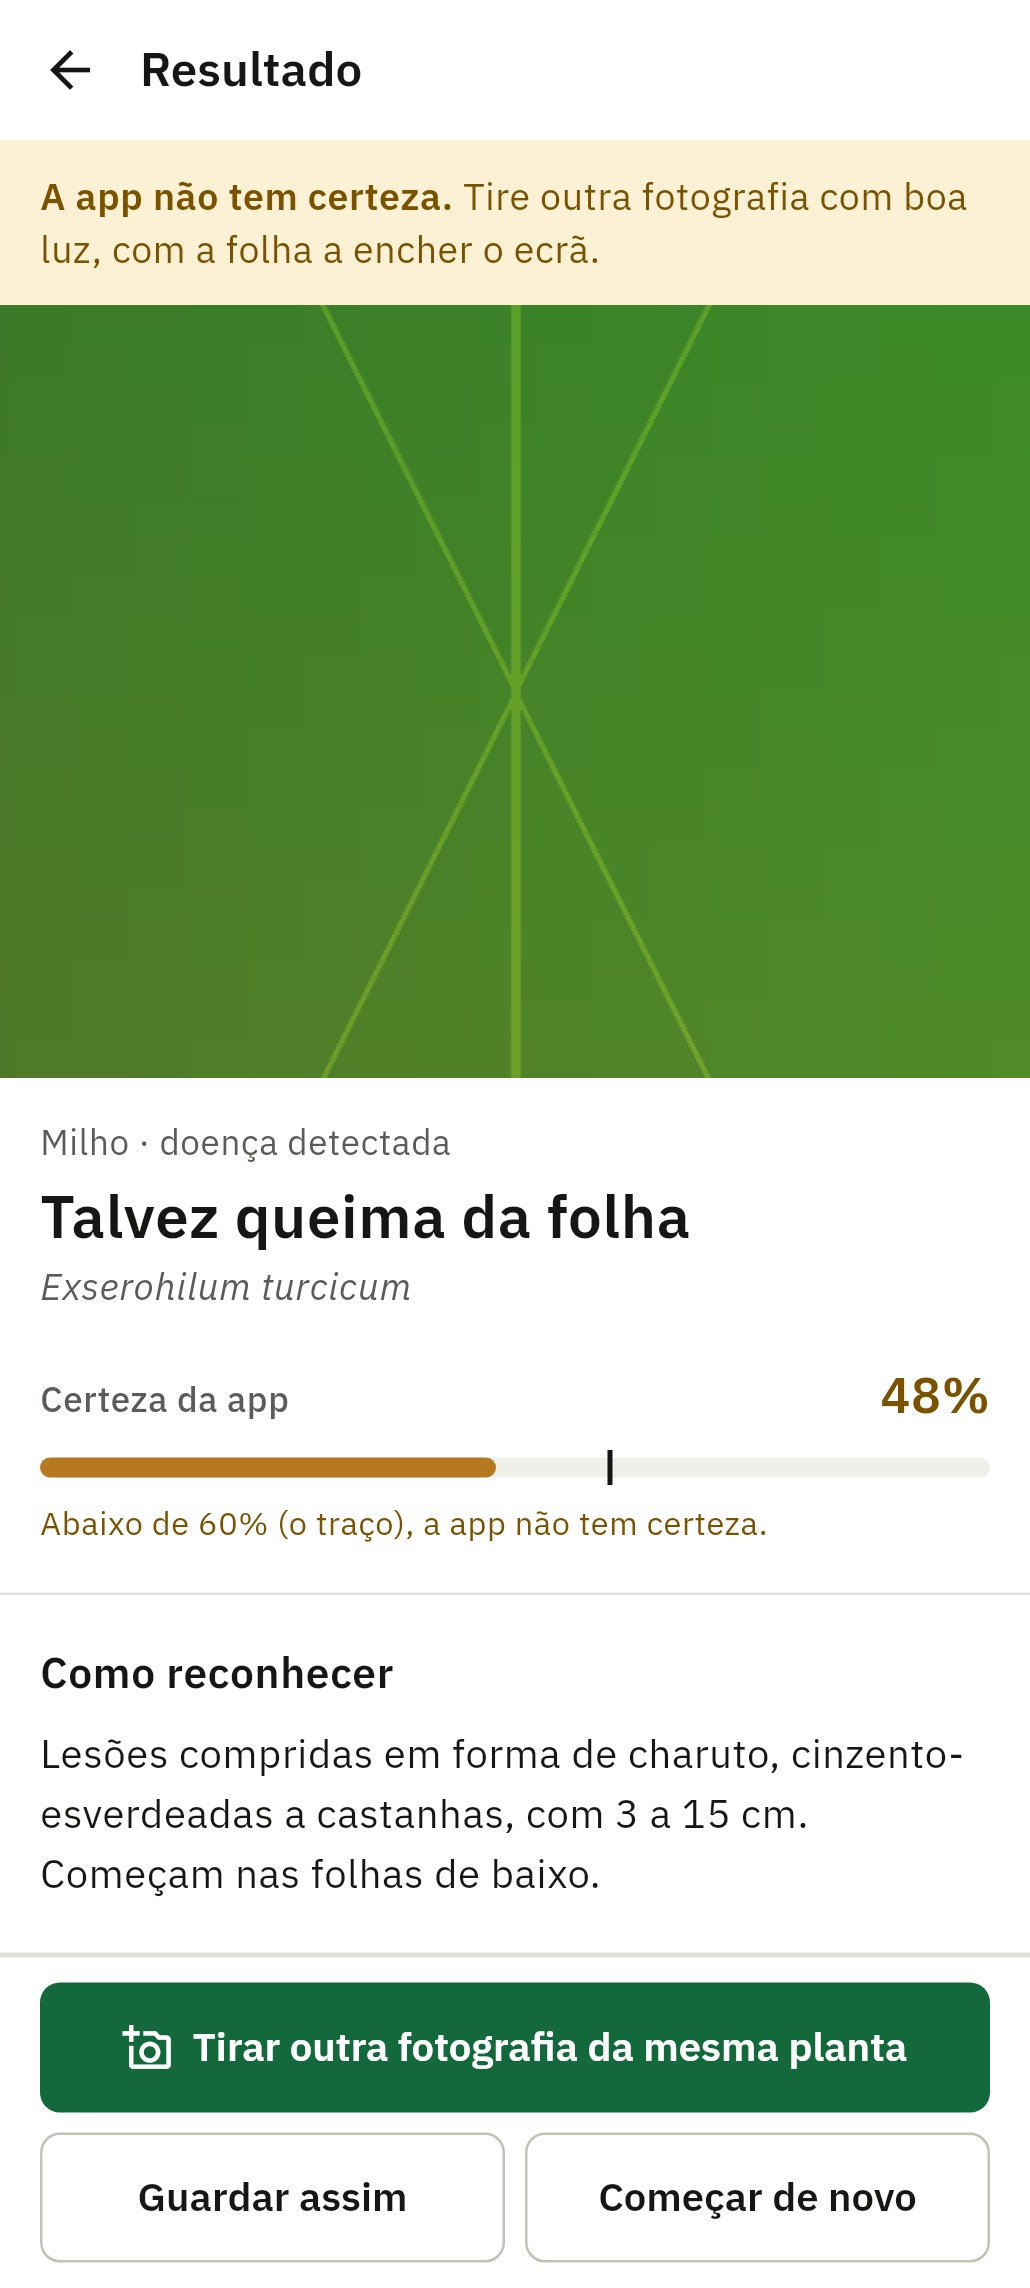 Resultado
A app não tem certeza. Tire outra fotografia com boa
luz, com a folha a encher o ecrã.
Milho · doença detectada
Talvez queima da folha
Exserohilum turcicum
Certeza da app 48%
Abaixo de 60% (o traço), a app não tem certeza.
Como reconhecer
Lesões compridas em forma de charuto, cinzento-
esverdeadas a castanhas, com 3 a 15 cm.
Começam nas folhas de baixo.
Tirar outra fotografia da mesma planta
Guardar assim
Começar de novo